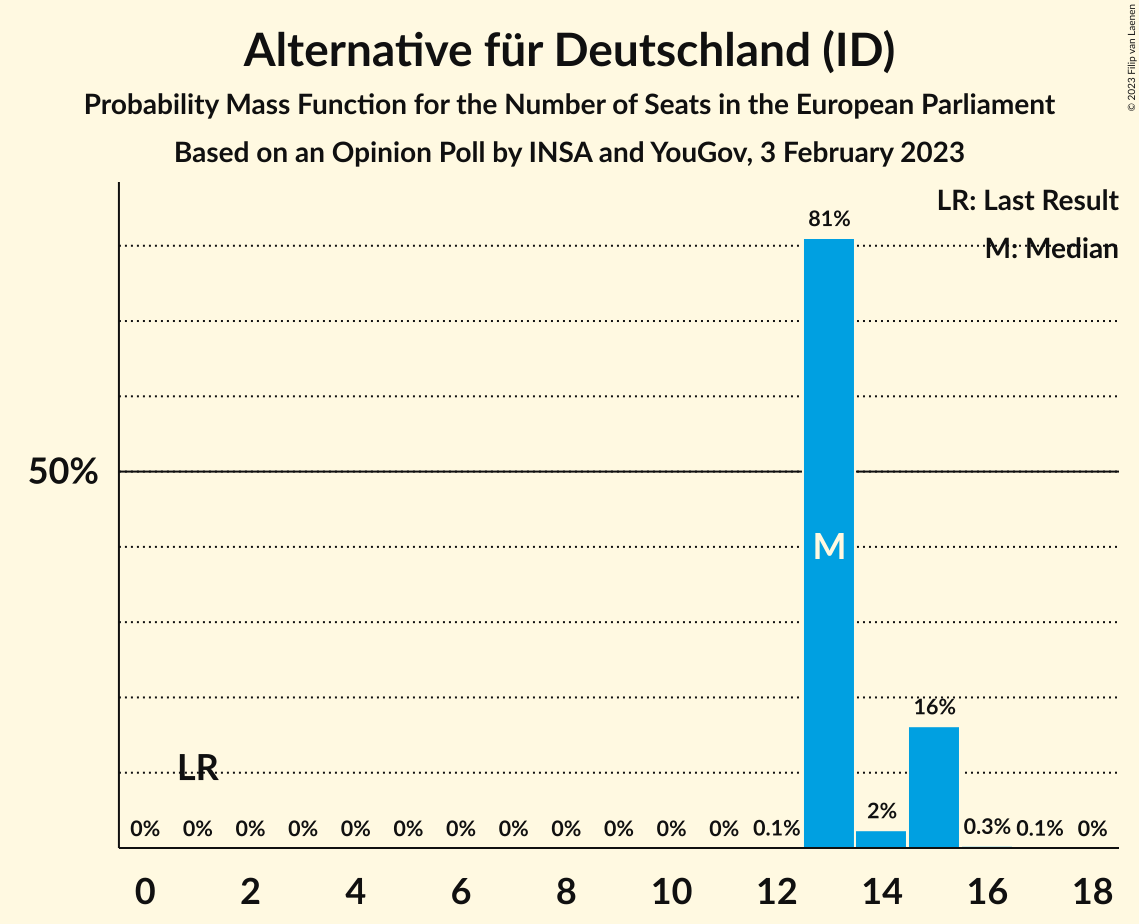 Alternative für Deutschland (ID)
Probability Mass Function for the Number of Seats in the European Parliament
Based on an Opinion Poll by INSA and YouGov, 3 February 2023
© 2023 Filip van Laenen
LR: Last Result
M: Median
81%
50%
M
16%
LR
2%
0% 0% 0% 0% 0% 0% 0% 0% 0% 0% 0% 0% 0.1% 0.3% 0.1% 0%
0 2 4 6 8 10 12 14 16 18